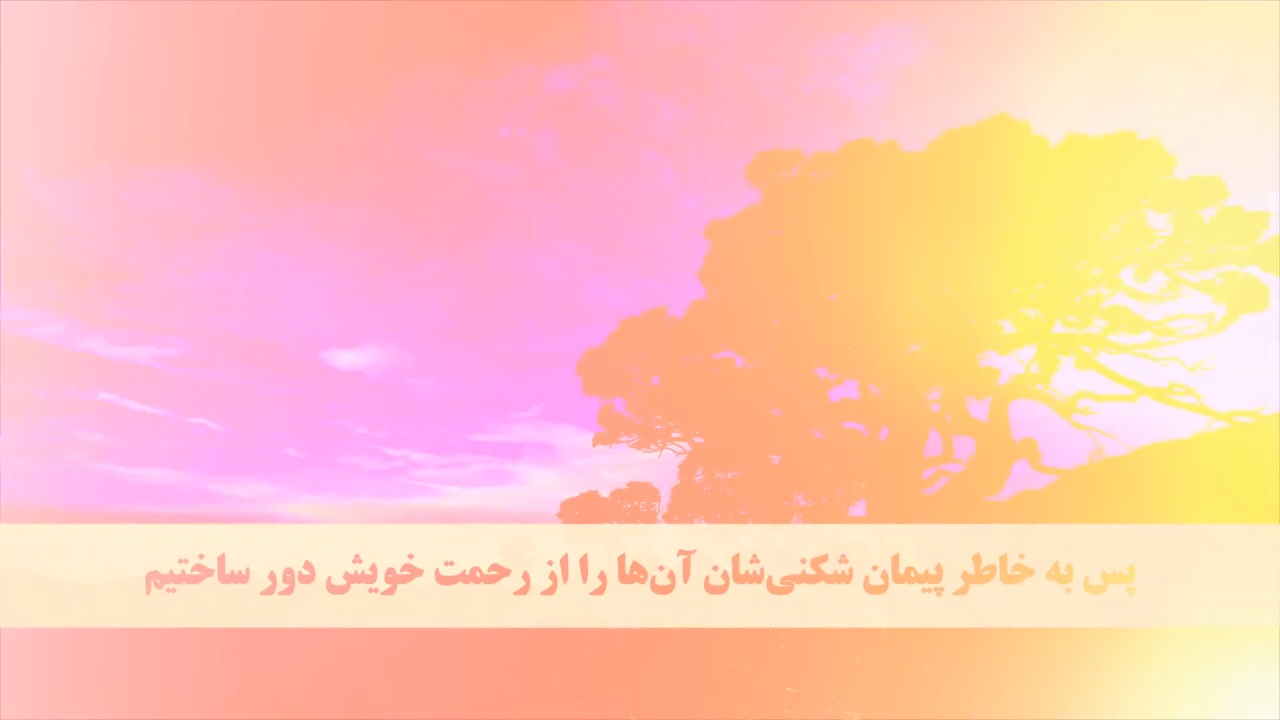 پس به خاطر پیمان شکنی‌شان آن‌ها را از رحمت خویش دور ساختیم